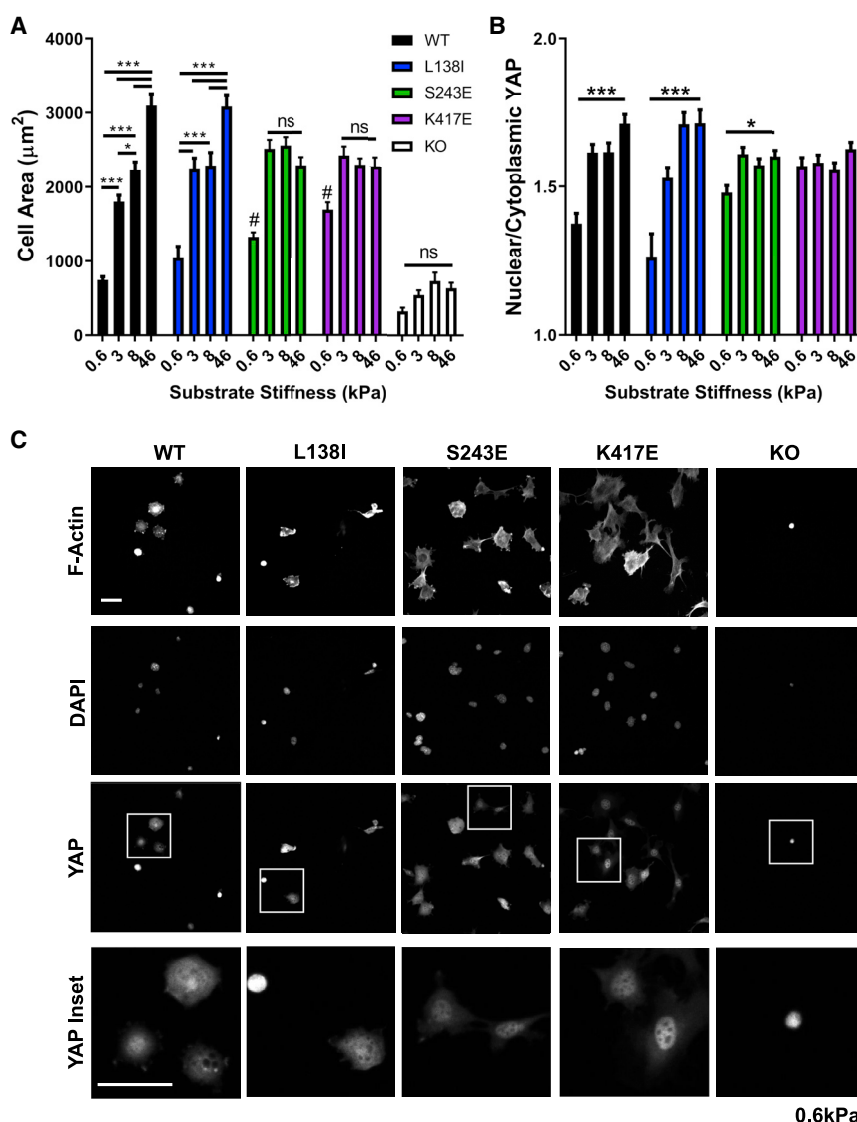 A
Cell Area (μm²)
4000
3000
2000
1000
0
***
***
*
***
***
***
#
ns
#
ns
ns
WT
L138I
S243E
K417E
KO
0.6 3 8 46 0.6 3 8 46 0.6 3 8 46 0.6 3 8 46 0.6 3 8 46
Substrate Stiffness (kPa)
B
Nuclear/Cytoplasmic YAP
2.0
1.5
1.0
***
***
*
0.6 3 8 46 0.6 3 8 46 0.6 3 8 46 0.6 3 8 46
Substrate Stiffness (kPa)
C
WT L138I S243E K417E KO
F-Actin
DAPI
YAP
YAP Inset
0.6kPa